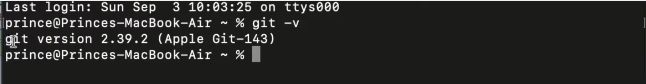 Last login: Sun Sep  3 10:03:25 on ttys000
prince@Princes-MacBook-Air ~ % git -v
git version 2.39.2 (Apple Git-143)
prince@Princes-MacBook-Air ~ %